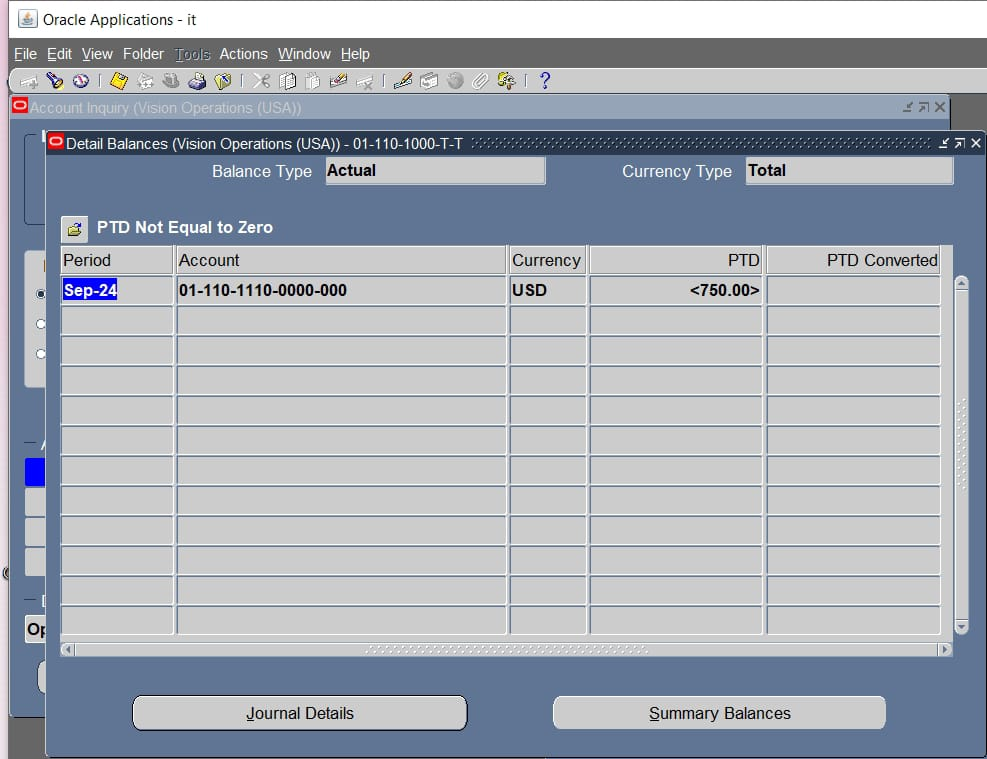 Oracle Applications - it
File Edit View Folder Tools Actions Window Help
Account Inquiry (Vision Operations (USA))
Detail Balances (Vision Operations (USA)) - 01-110-1000-T-T
Balance Type Actual Currency Type Total
PTD Not Equal to Zero
Period Account Currency PTD PTD Converted
Sep-24 01-110-1110-0000-000 USD <750.00>
Op
Journal Details Summary Balances